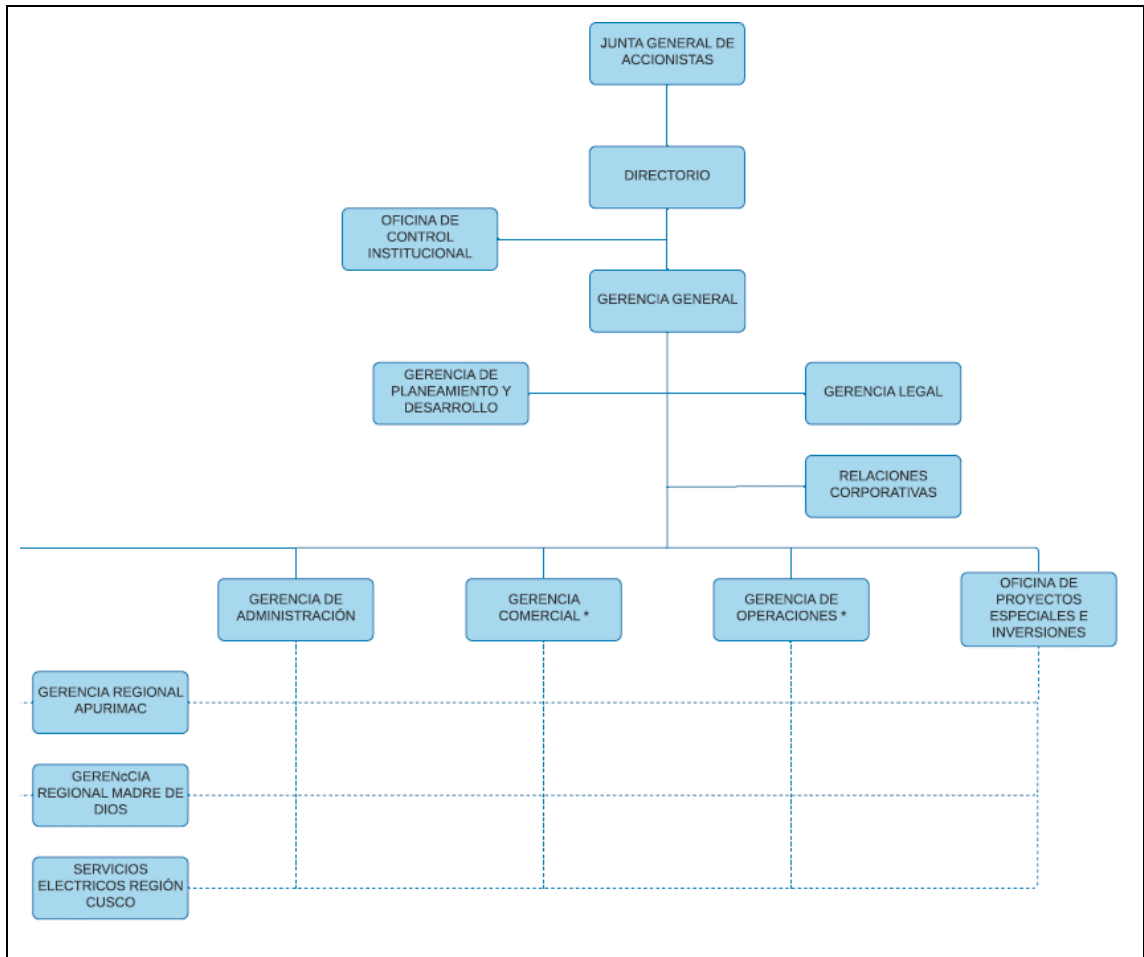 JUNTA GENERAL DE
ACCIONISTAS
DIRECTORIO
OFICINA DE
CONTROL
INSTITUCIONAL
GERENCIA GENERAL
GERENCIA DE
PLANEAMIENTO Y
DESARROLLO
GERENCIA LEGAL
RELACIONES
CORPORATIVAS
GERENCIA DE
ADMINISTRACIÓN
GERENCIA
COMERCIAL *
GERENCIA DE
OPERACIONES *
OFICINA DE
PROYECTOS
ESPECIALES E
INVERSIONES
GERENCIA REGIONAL
APURIMAC
GERENcCIA
REGIONAL MADRE DE
DIOS
SERVICIOS
ELECTRICOS REGIÓN
CUSCO